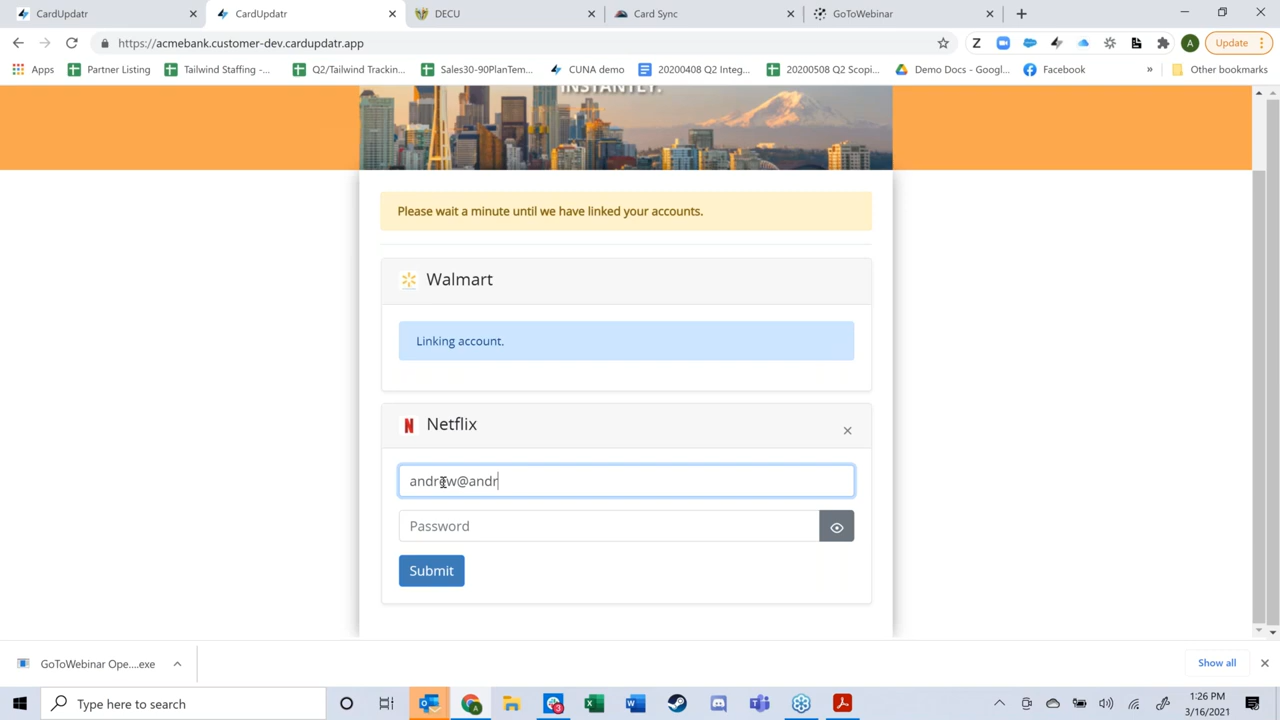 CardUpdatr
CardUpdatr
DECU
Card Sync
GoToWebinar
https://acmebank.customer-dev.cardupdatr.app
Z
A
Update
Apps
Partner Listing
Tailwind Staffing -...
Q2/Tailwind Trackin...
Sales30-90PlanTem...
CUNA demo
20200408 Q2 Integ...
20200508 Q2 Scopi...
Demo Docs - Googl...
Facebook
»
Other bookmarks
INSTANTLY.
Please wait a minute until we have linked your accounts.
Walmart
Linking account.
N Netflix
andrew@andr
Password
Submit
GoToWebinar Ope....exe
Show all
Type here to search
1:26 PM
3/16/2021